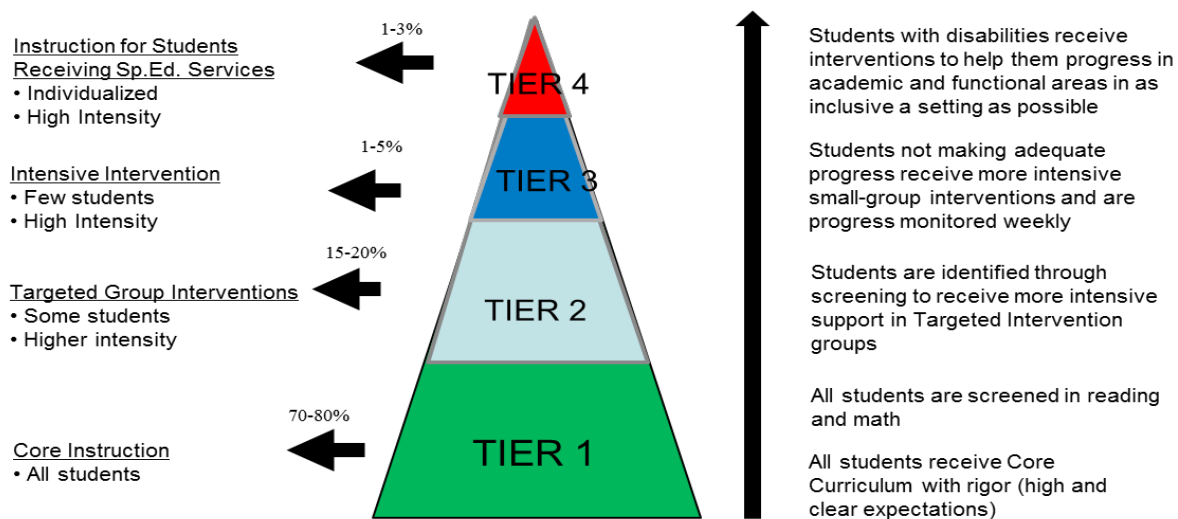 1-3%
Instruction for Students
Receiving Sp.Ed. Services
• Individualized
• High Intensity
1-5%
Intensive Intervention
• Few students
• High Intensity
15-20%
Targeted Group Interventions
• Some students
• Higher intensity
70-80%
Core Instruction
• All students
TIER 4
TIER 3
TIER 2
TIER 1
Students with disabilities receive
interventions to help them progress in
academic and functional areas in as
inclusive a setting as possible
Students not making adequate
progress receive more intensive
small-group interventions and are
progress monitored weekly
Students are identified through
screening to receive more intensive
support in Targeted Intervention
groups
All students are screened in reading
and math
All students receive Core
Curriculum with rigor (high and
clear expectations)